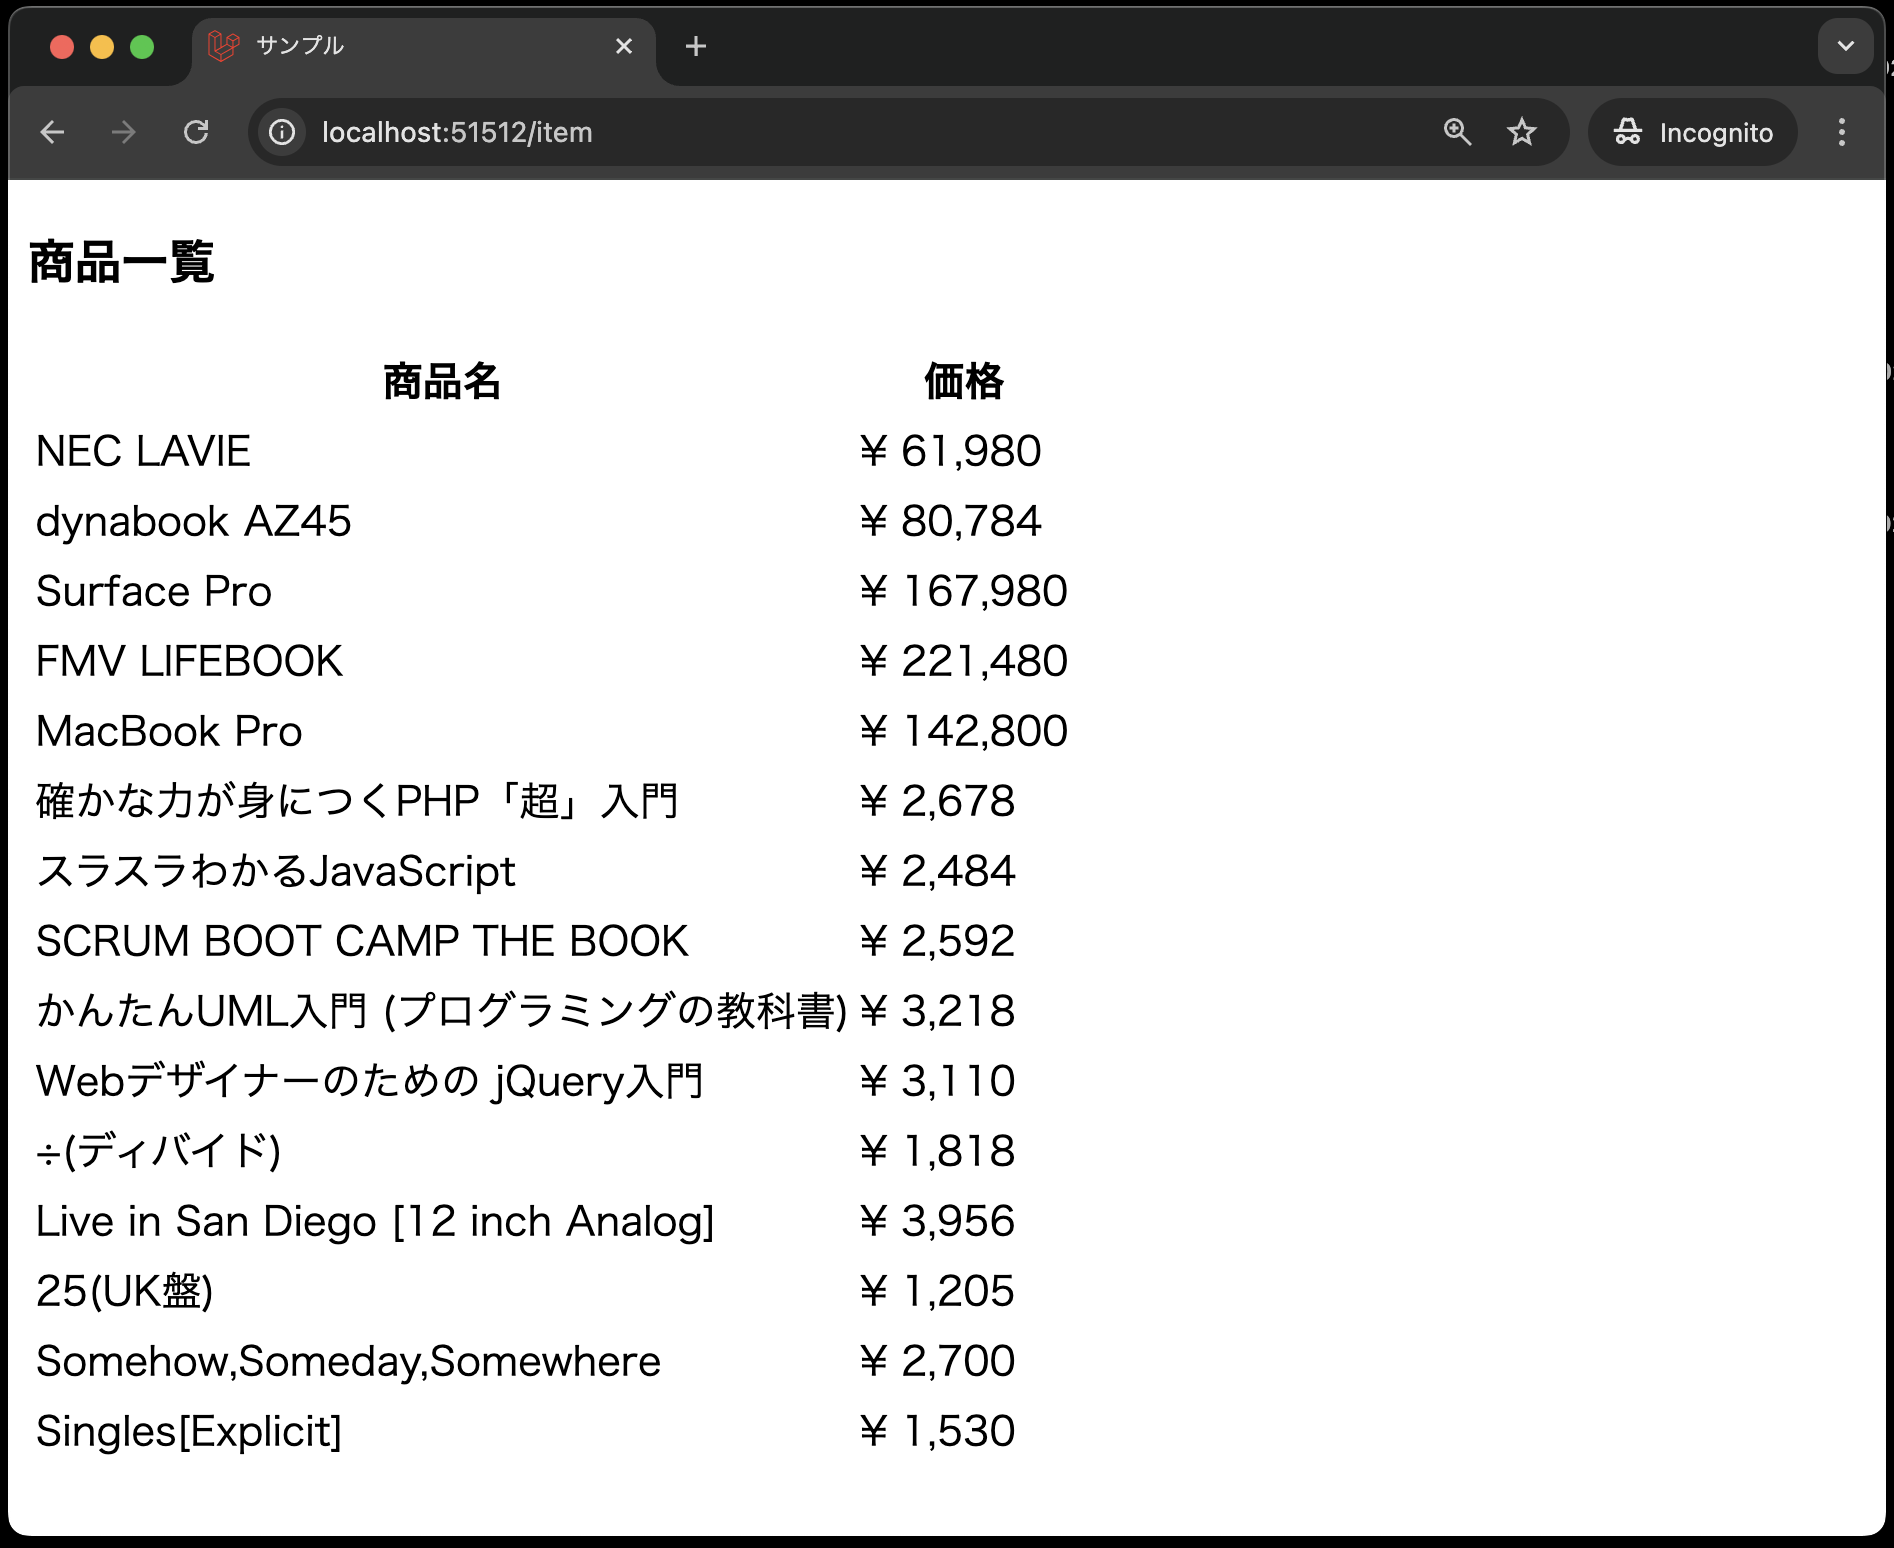 サンプル
localhost:51512/item
Incognito
商品一覧
商品名 価格
NEC LAVIE ¥ 61,980
dynabook AZ45 ¥ 80,784
Surface Pro ¥ 167,980
FMV LIFEBOOK ¥ 221,480
MacBook Pro ¥ 142,800
確かな力が身につくPHP「超」入門 ¥ 2,678
スラスラわかるJavaScript ¥ 2,484
SCRUM BOOT CAMP THE BOOK ¥ 2,592
かんたんUML入門 (プログラミングの教科書) ¥ 3,218
Webデザイナーのための jQuery入門 ¥ 3,110
÷(ディバイド) ¥ 1,818
Live in San Diego [12 inch Analog] ¥ 3,956
25(UK盤) ¥ 1,205
Somehow,Someday,Somewhere ¥ 2,700
Singles[Explicit] ¥ 1,530